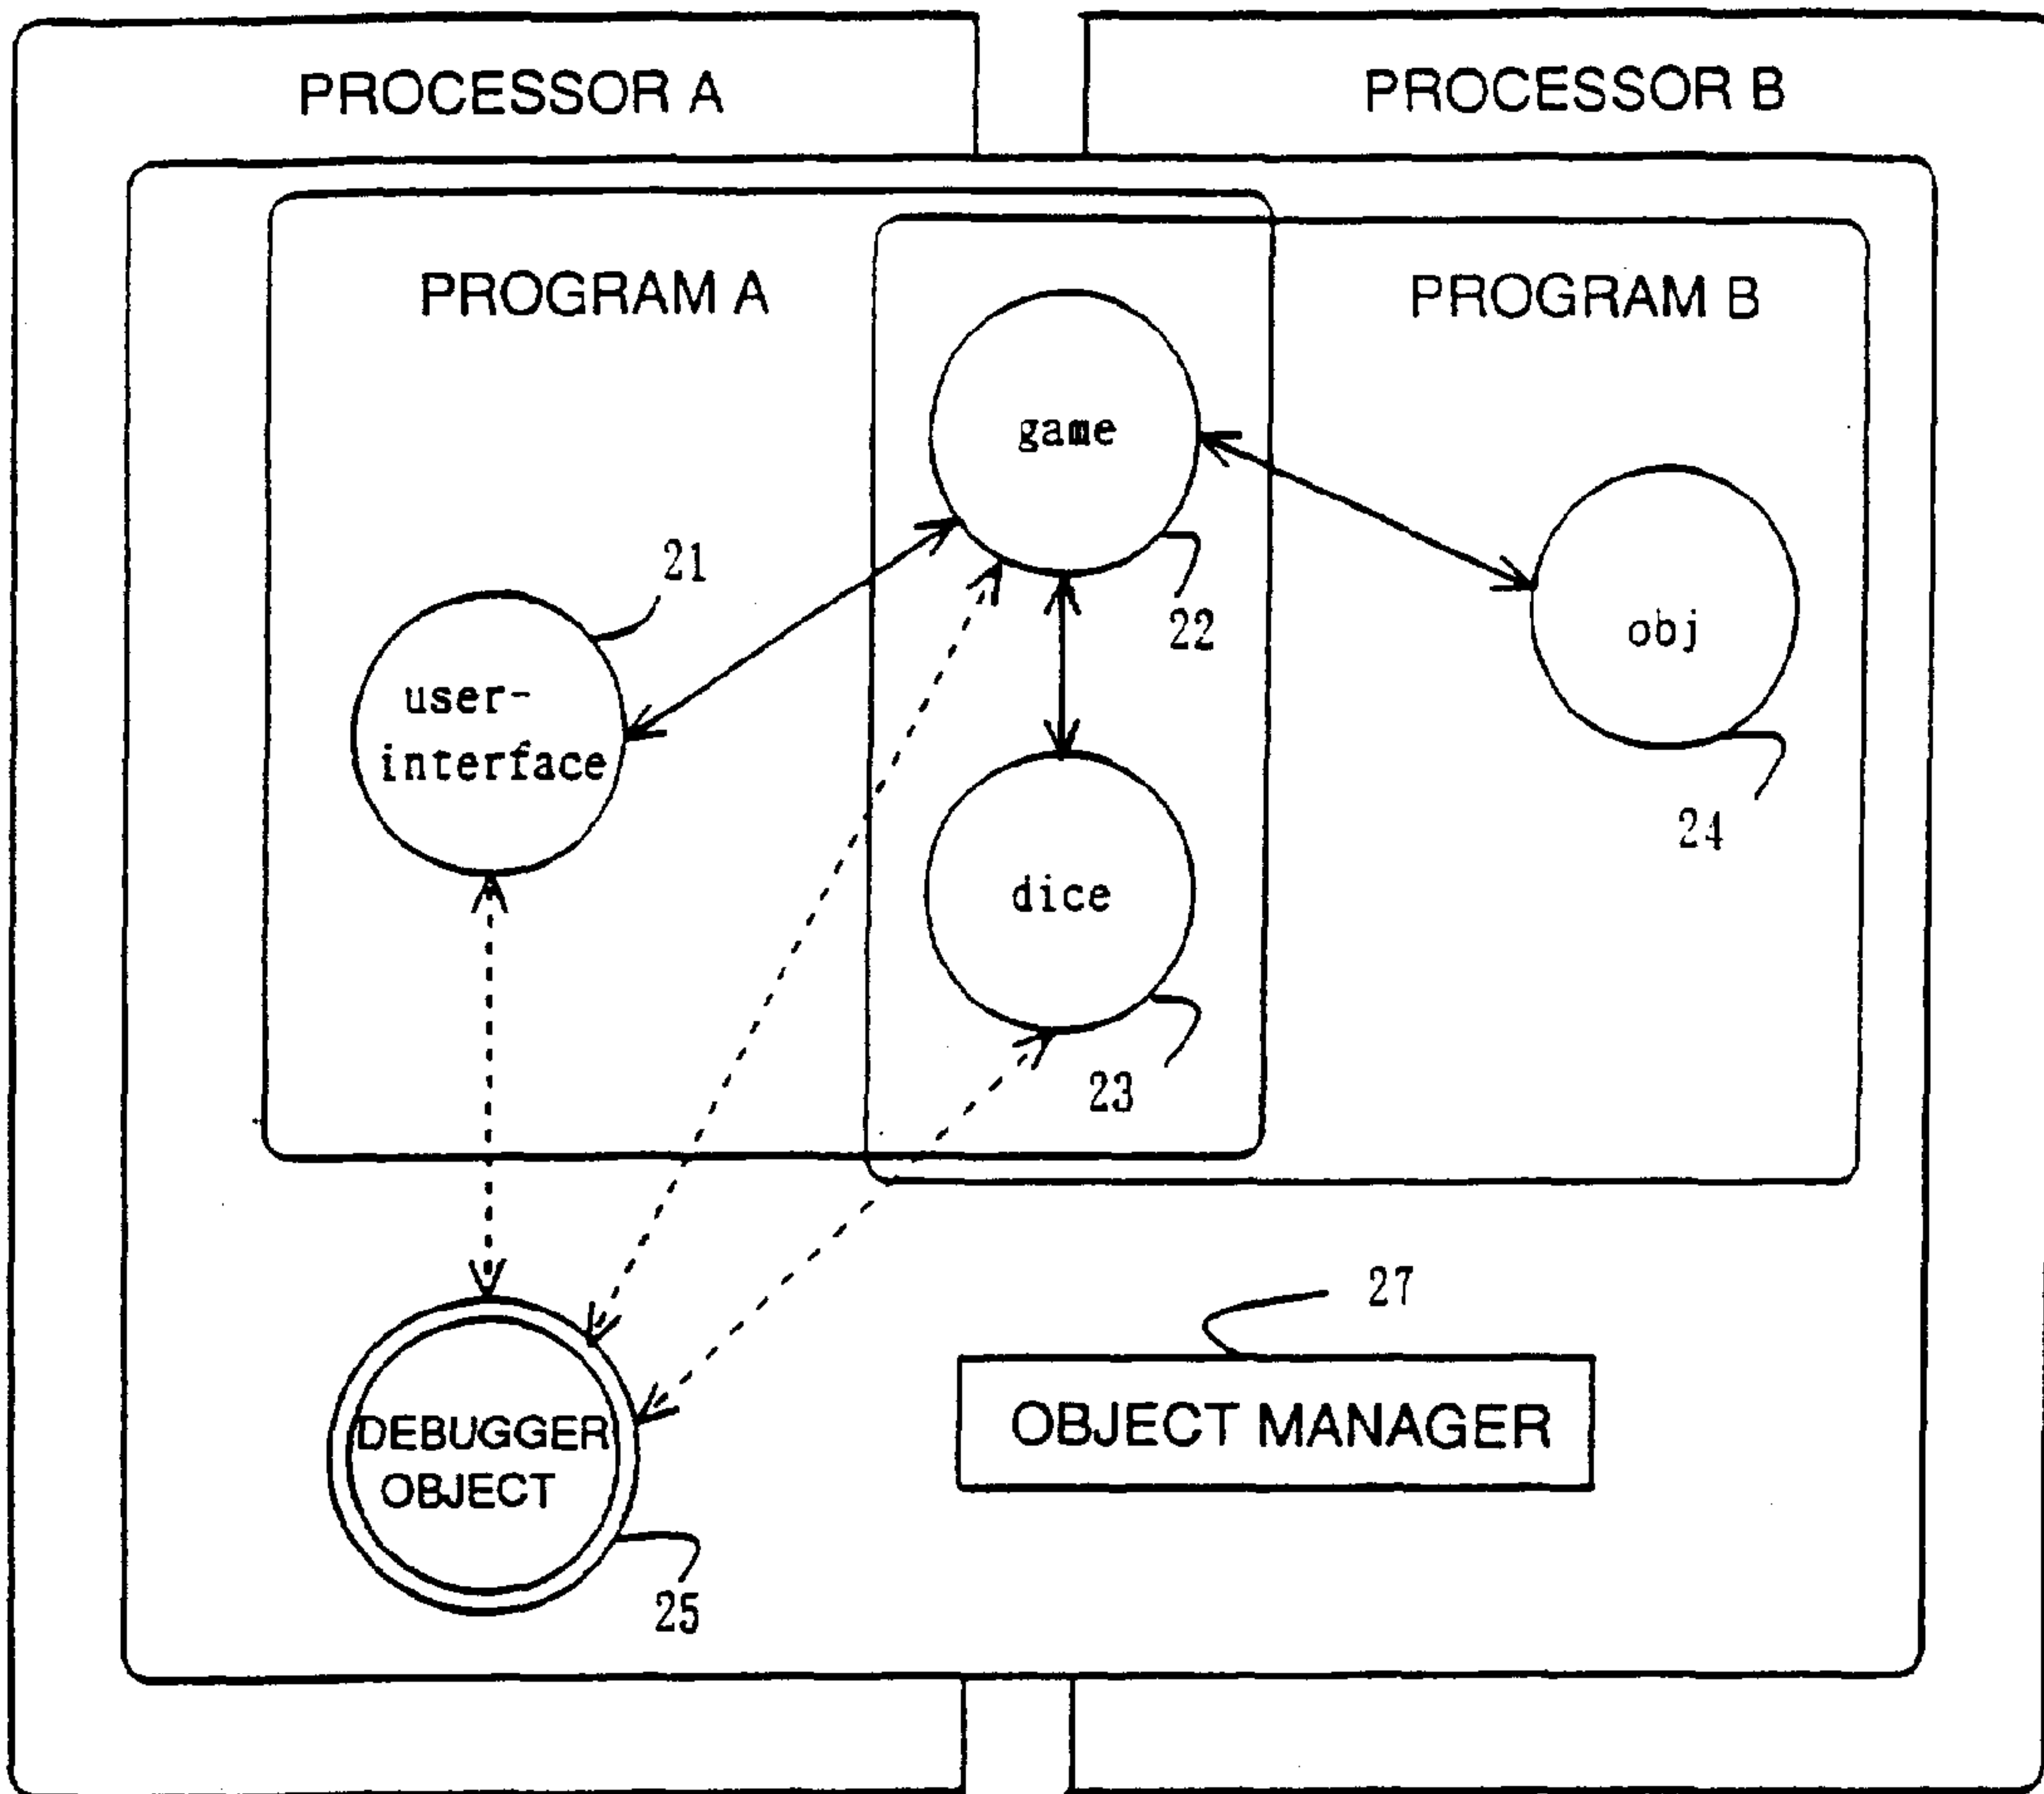 PROCESSOR A
PROCESSOR B
PROGRAM A
PROGRAM B
game
21
22
user-
interface
obj
24
dice
23
27
DEBUGGER
OBJECT
OBJECT MANAGER
25